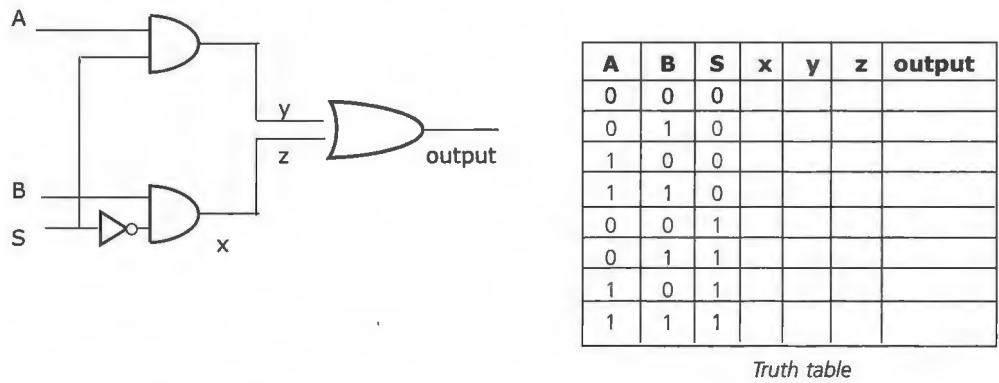 A
y
z
output
B
S
x
A B S x y z output
0 0 0
0 1 0
1 0 0
1 1 0
0 0 1
0 1 1
1 0 1
1 1 1
Truth table